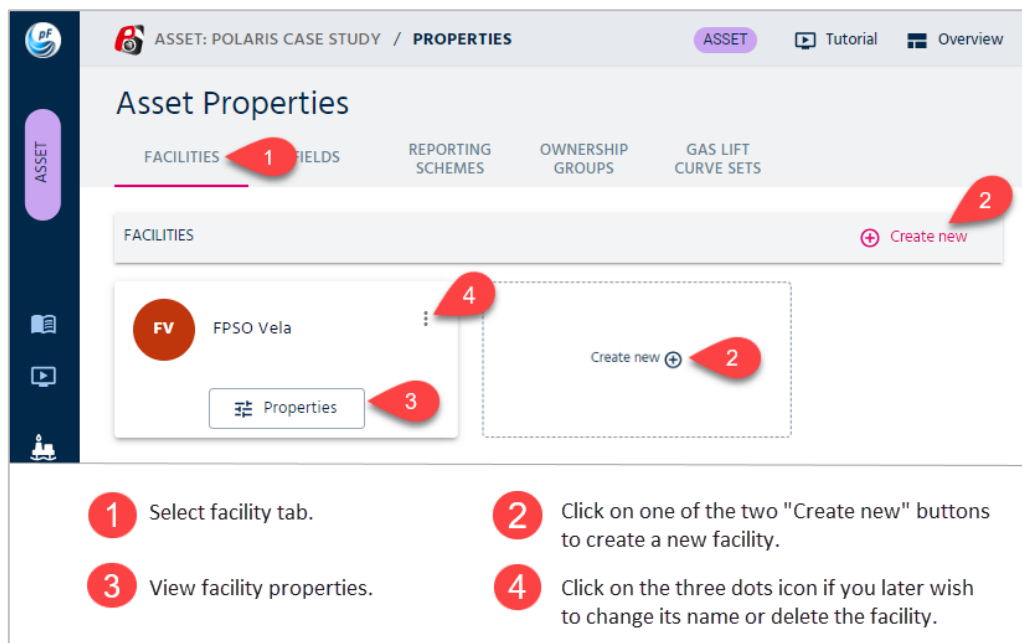 pF
ASSET: POLARIS CASE STUDY / PROPERTIES
ASSET
Tutorial
Overview
ASSET
Asset Properties
FACILITIES
1
FIELDS
REPORTING
SCHEMES
OWNERSHIP
GROUPS
GAS LIFT
CURVE SETS
2
FACILITIES
Create new
4
FV
FPSO Vela
Create new
2
Properties
3
1 Select facility tab.
2 Click on one of the two "Create new" buttons
to create a new facility.
3 View facility properties.
4 Click on the three dots icon if you later wish
to change its name or delete the facility.